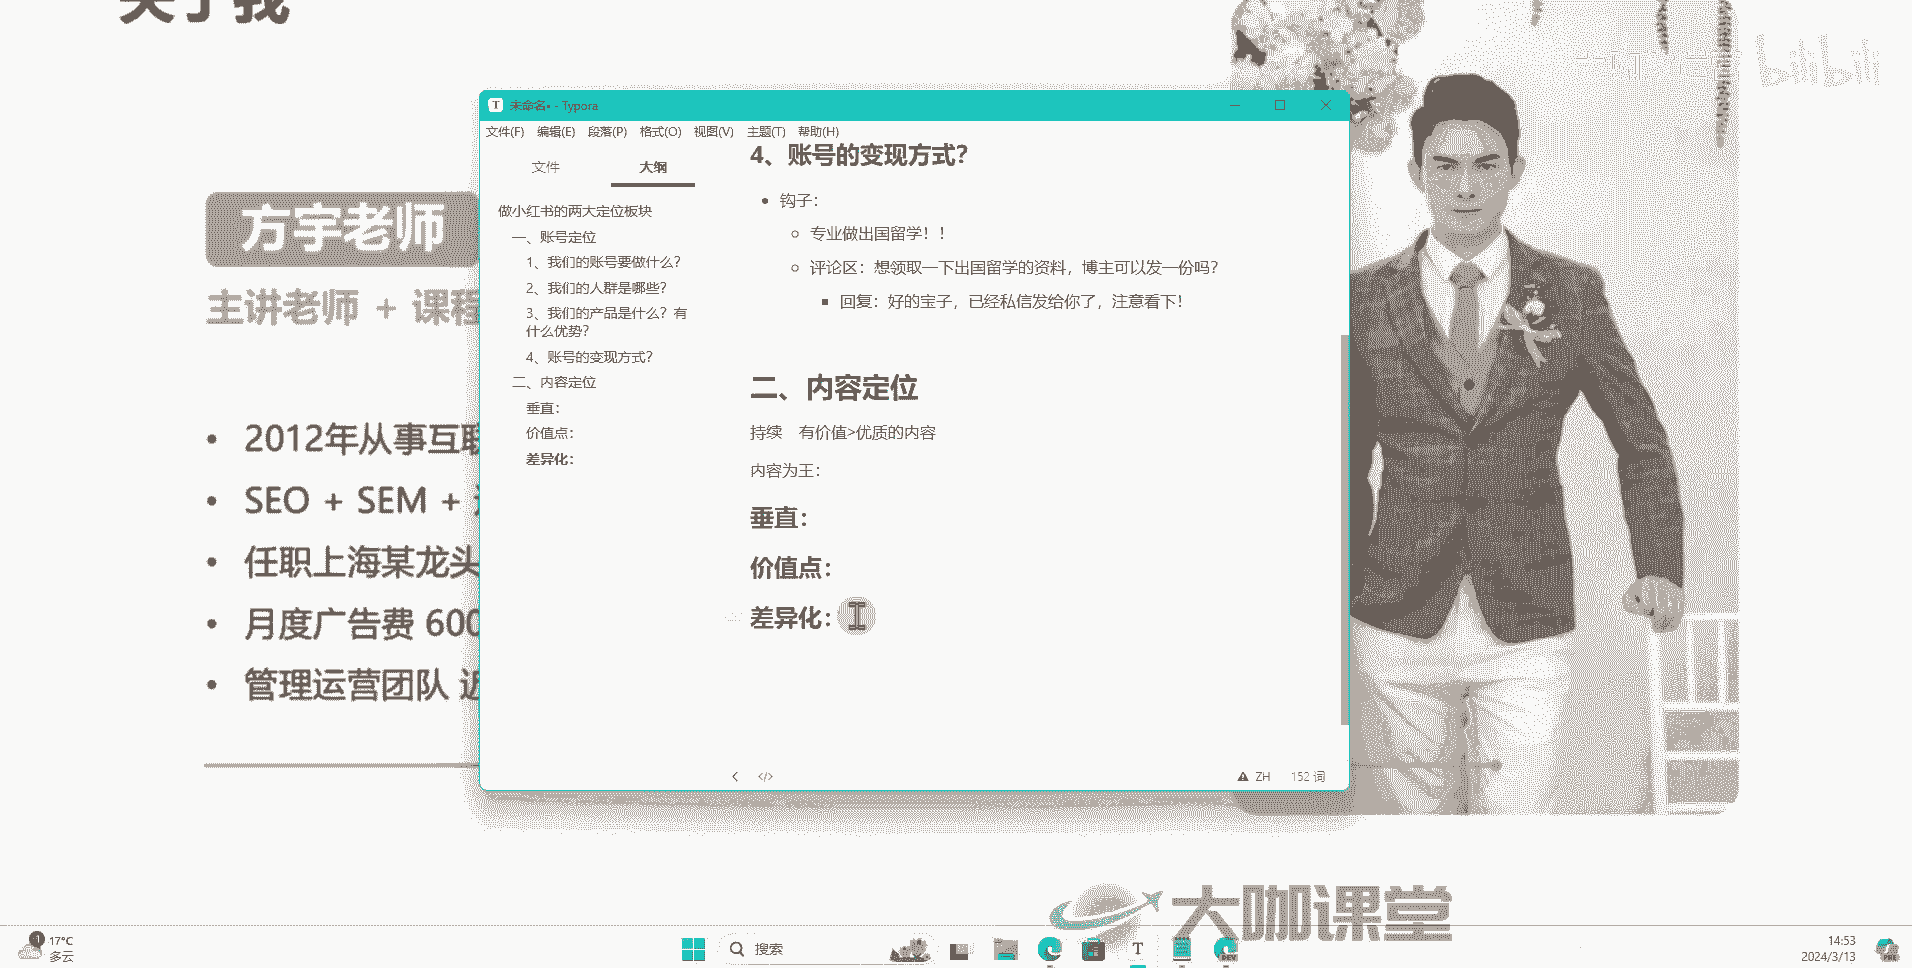 关于我
bilibili
方宇老师
主讲老师 + 课程
2012年从事互联
SEO + SEM +
任职上海某龙头
月度广告费 600
管理运营团队 近
未命名• - Typora
文件(F) 编辑(E) 段落(P) 格式(O) 视图(V) 主题(T) 帮助(H)
文件 大纲
做小红书的两大定位板块
一、账号定位
1、我们的账号要做什么？
2、我们的人群是哪些？
3、我们的产品是什么？有
什么优势？
4、账号的变现方式？
二、内容定位
垂直：
价值点：
差异化：
4、账号的变现方式？
钩子：
专业做出国留学！！
评论区：想领取一下出国留学的资料，博主可以发一份吗？
回复：好的宝子，已经私信发给你了，注意看下！
二、内容定位
持续 有价值>优质的内容
内容为王：
垂直：
价值点：
差异化：
ZH 152 词
大咖课堂
1
17°C
多云
搜索
T
DEV
14:53
2024/3/13
PRE